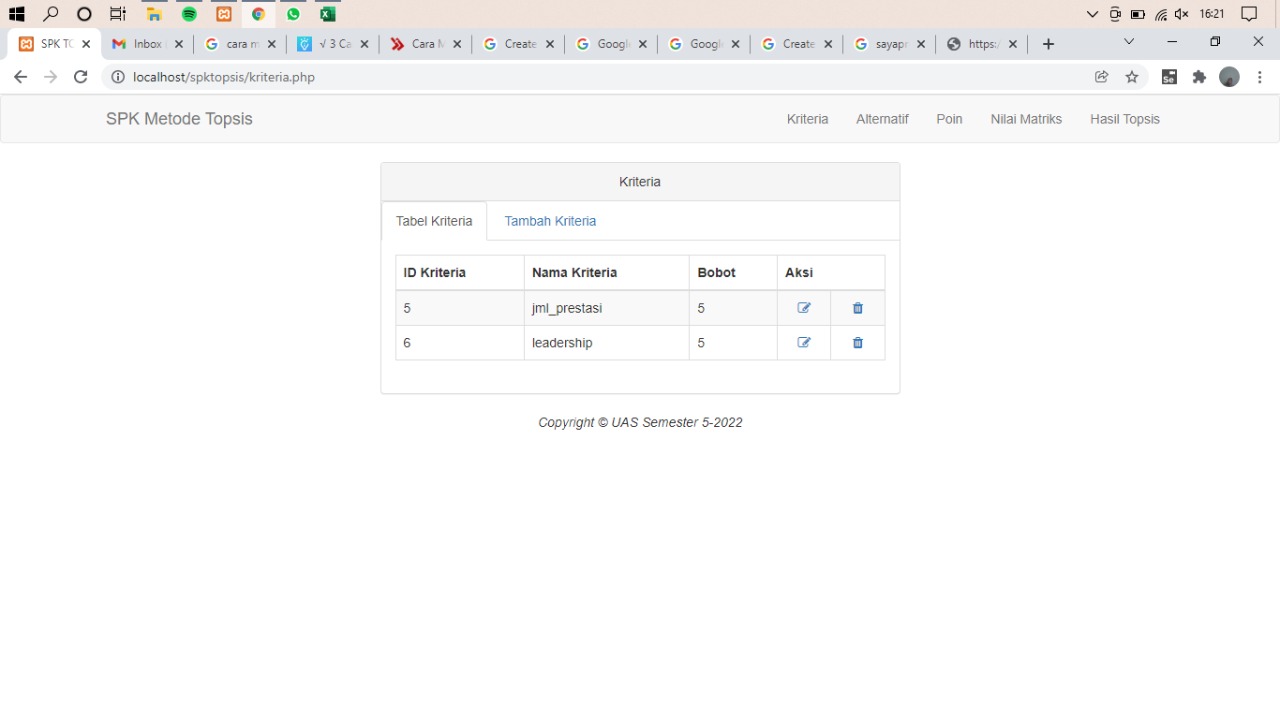 16:21
SPK TC
Inbox
cara m
√ 3 Ca
Cara M
Create
Googl
Googl
Create
sayapr
https:/
localhost/spktopsis/kriteria.php
SPK Metode Topsis Kriteria Alternatif Poin Nilai Matriks Hasil Topsis
Kriteria
Tabel Kriteria Tambah Kriteria
ID Kriteria Nama Kriteria Bobot Aksi
5 jml_prestasi 5
6 leadership 5
Copyright © UAS Semester 5-2022